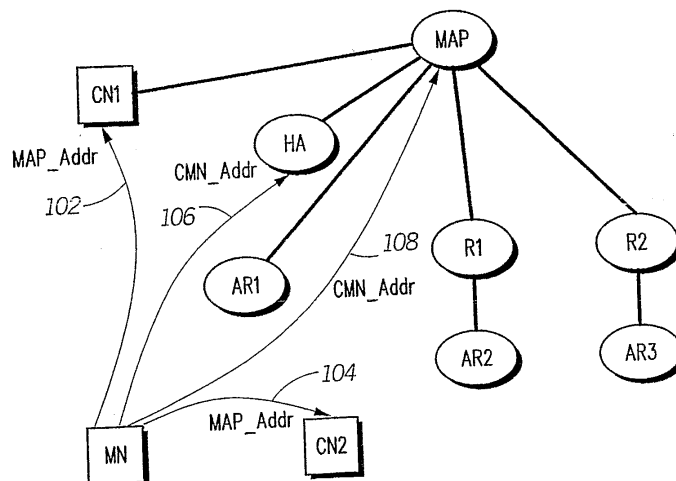 MAP
CN1
HA
MAP_Addr
CMN_Addr
102
106
108
R1
R2
AR1
CMN_Addr
AR2
AR3
104
MAP_Addr
MN
CN2